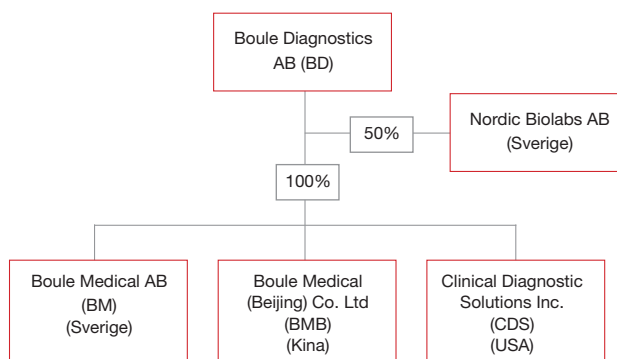 Boule Diagnostics
AB (BD)
50%
Nordic Biolabs AB
(Sverige)
100%
Boule Medical AB
(BM)
(Sverige)
Boule Medical
(Beijing) Co. Ltd
(BMB)
(Kina)
Clinical Diagnostic
Solutions Inc.
(CDS)
(USA)